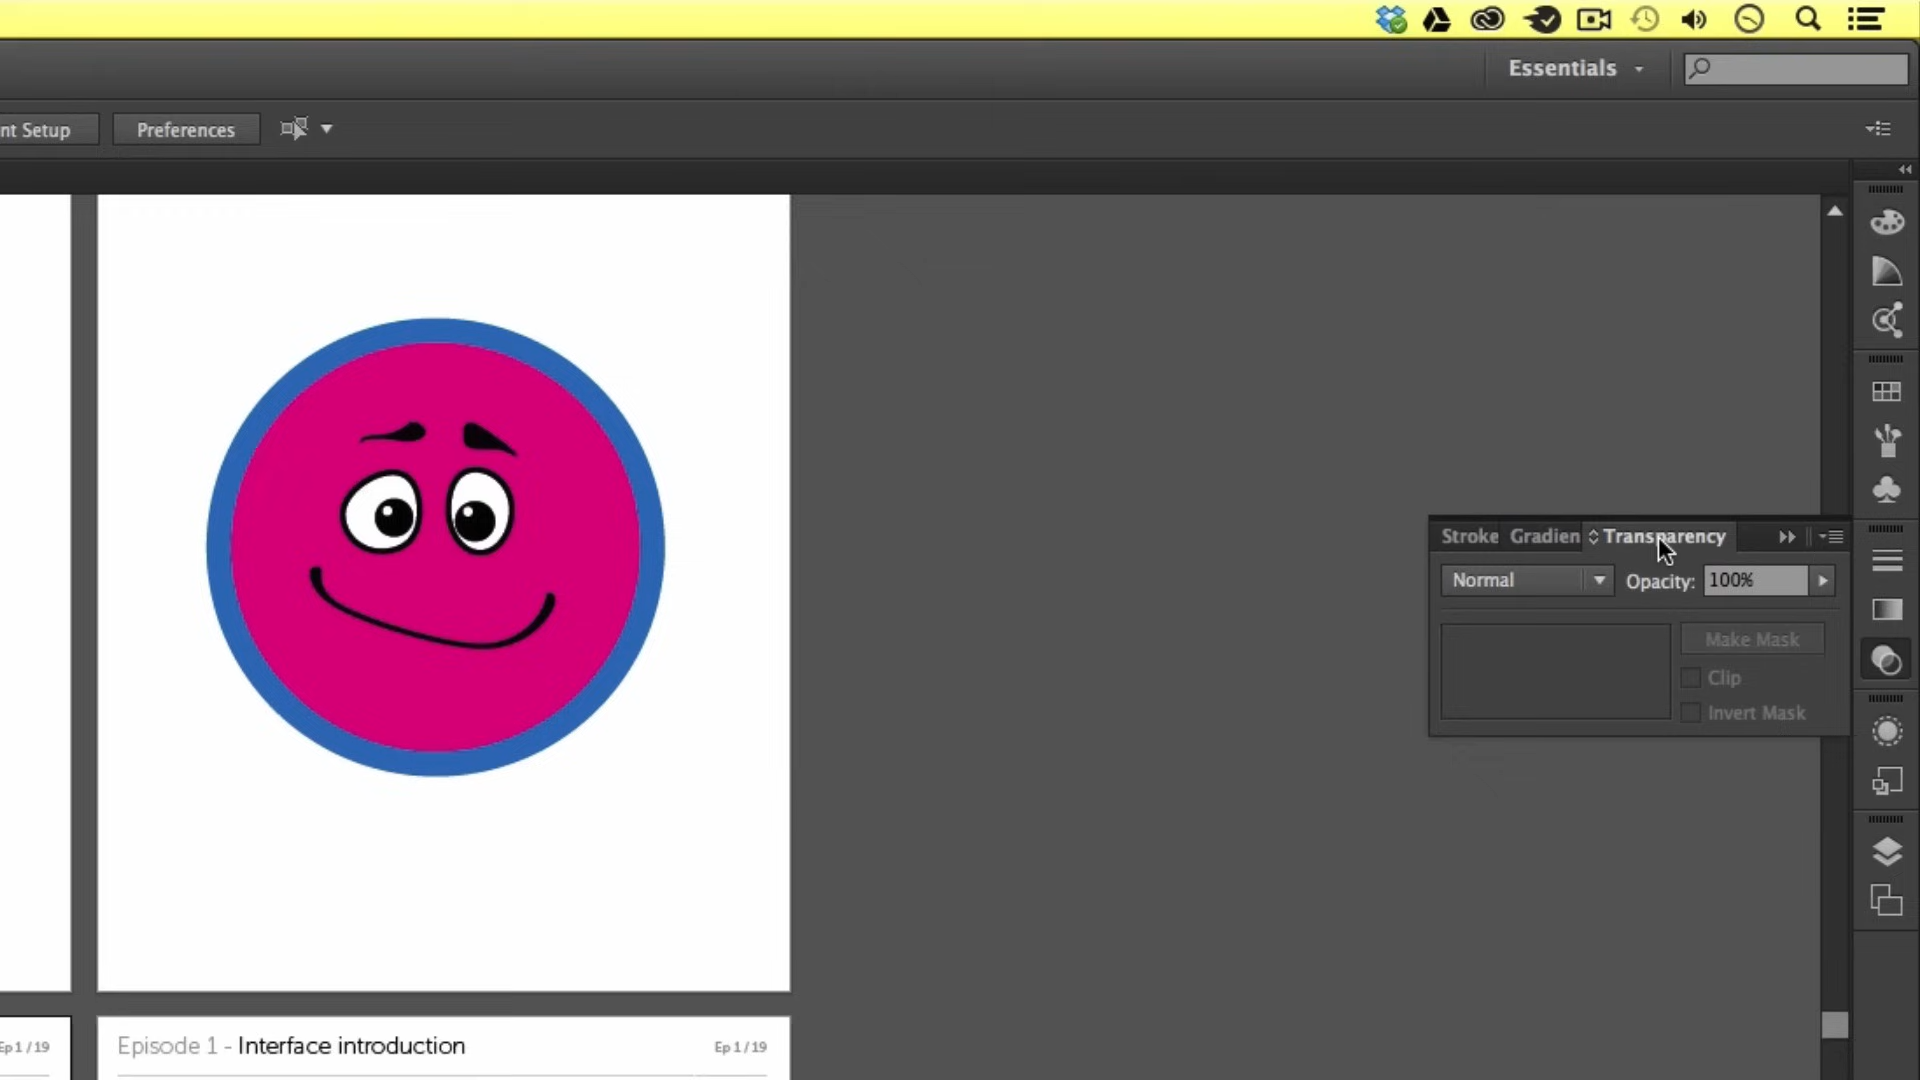 Essentials
nt Setup
Preferences
Stroke Gradien Transparency
Normal Opacity: 100%
Make Mask
Clip
Invert Mask
Ep 1 / 19
Episode 1 - Interface introduction Ep 1 / 19